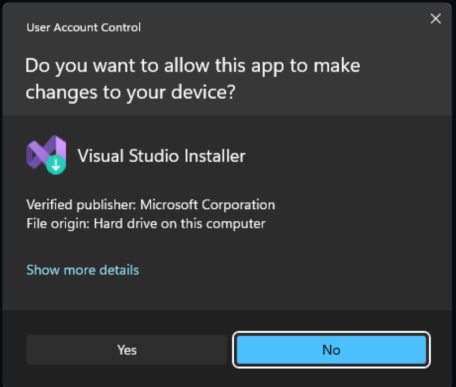 User Account Control
Do you want to allow this app to make
changes to your device?
Visual Studio Installer
Verified publisher: Microsoft Corporation
File origin: Hard drive on this computer
Show more details
Yes
No